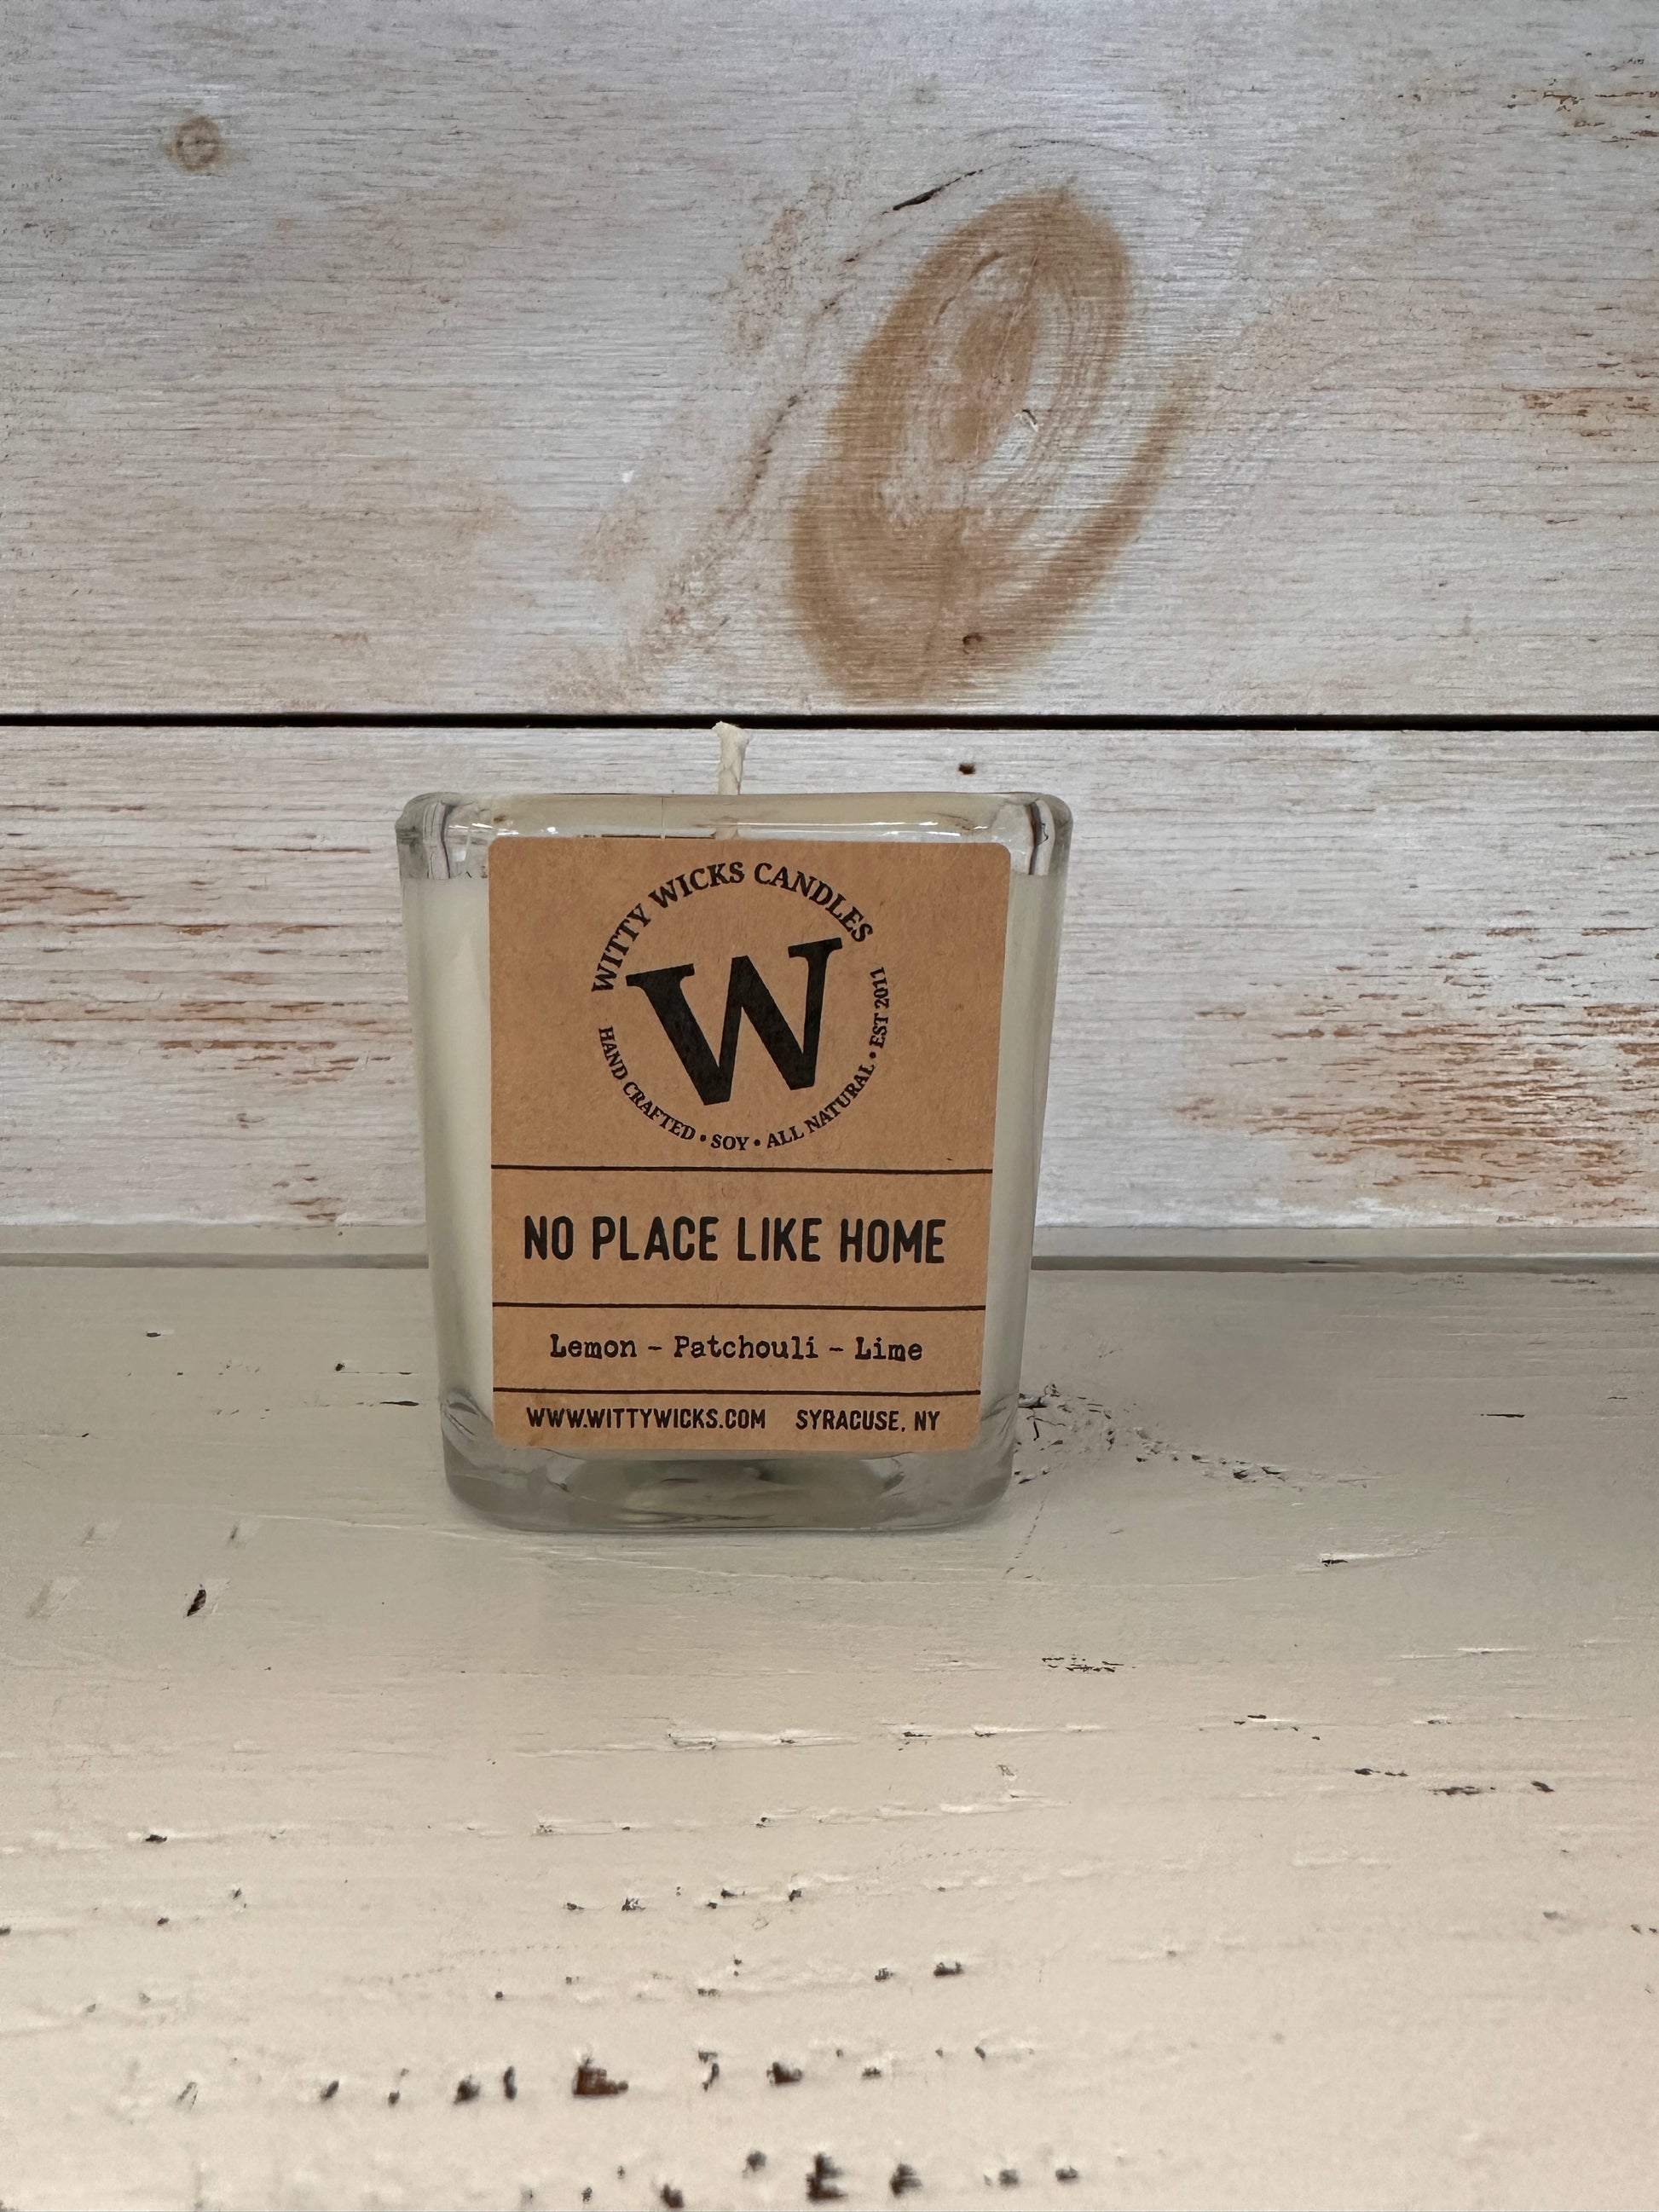 WITTY WICKS CANDLES
W
HAND CRAFTED • SOY • ALL NATURAL • EST 2011
NO PLACE LIKE HOME
Lemon - Patchouli - Lime
WWW.WITTYWICKS.COM SYRACUSE, NY